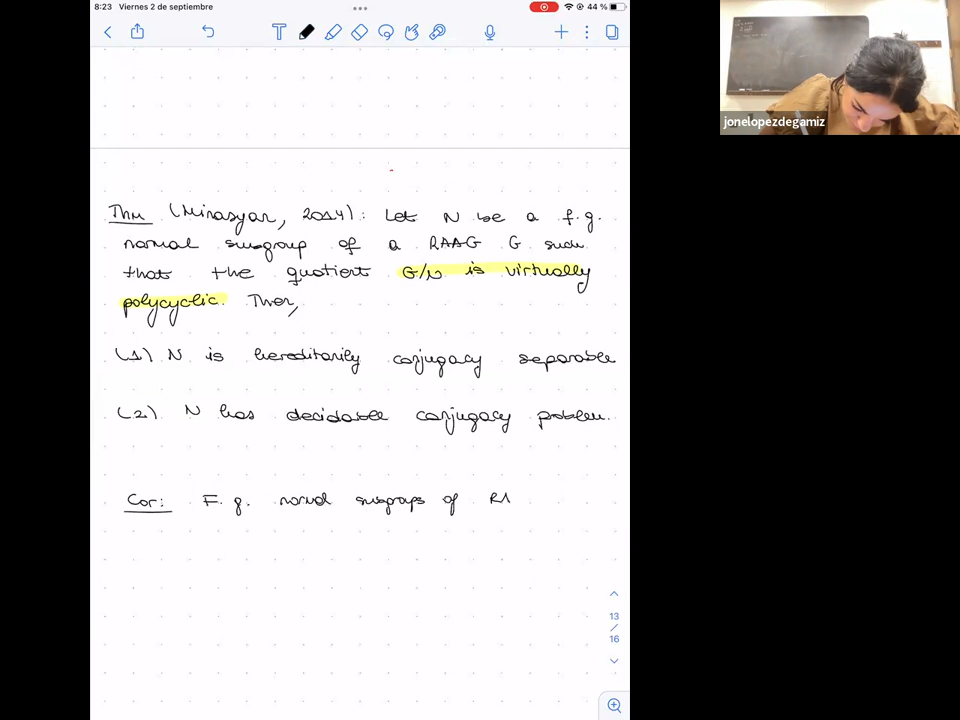 8:23 Viernes 2 de septiembre
44 %
jonelopezdegamiz
Thm (Minasyan, 2014): Let N be a f.g.
normal subgroup of a RAAG G such
that the quotient G/N is virtually
polycyclic. Then,
(1) N is hereditarily conjugacy separable
(2) N has decidable conjugacy problem.
Cor: F.g. normal subgroups of RA
13
/
16